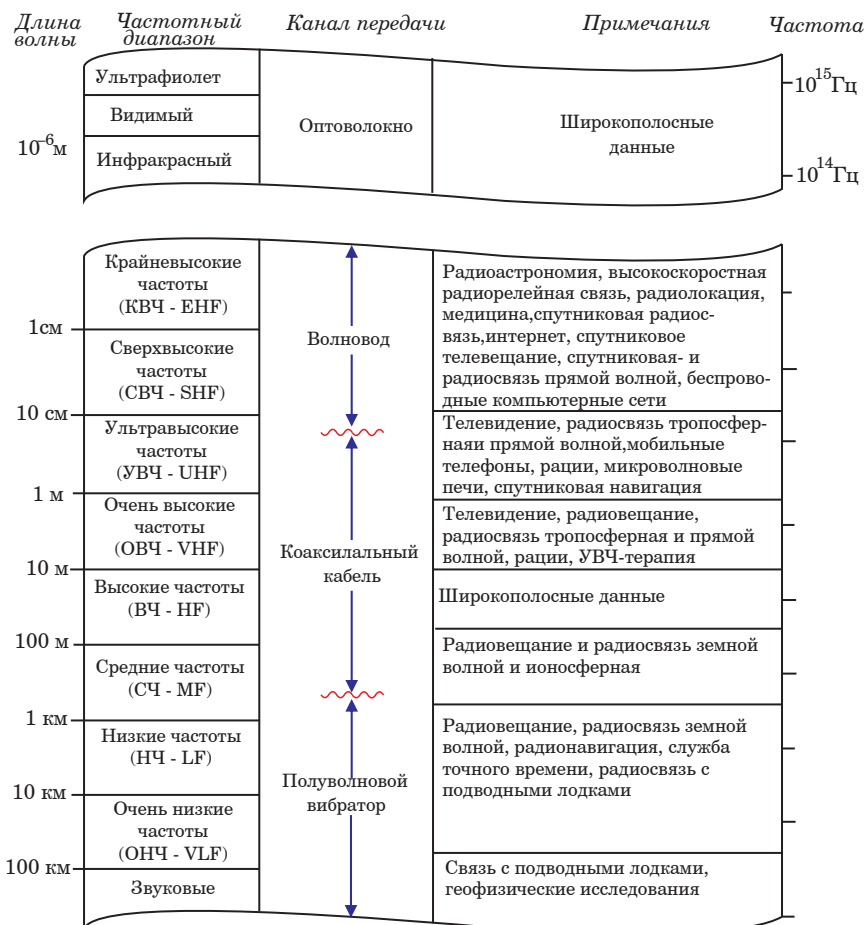 Длина волны
Частотный диапазон
Канал передачи
Примечания
Частота
Ультрафиолет
Видимый
Инфракрасный
10⁻⁶м
Оптоволокно
Широкополосные
данные
10¹⁵Гц
10¹⁴Гц
Крайневысокие
частоты
(КВЧ - EHF)
1см
Сверхвысокие
частоты
(СВЧ - SHF)
10 см
Ультравысокие
частоты
(УВЧ - UHF)
1 м
Очень высокие
частоты
(ОВЧ - VHF)
10 м
Высокие частоты
(ВЧ - HF)
100 м
Средние частоты
(СЧ - MF)
1 км
Низкие частоты
(НЧ - LF)
10 км
Очень низкие
частоты
(ОНЧ - VLF)
100 км
Звуковые
Волновод
Коаксилальный
кабель
Полуволновой
вибратор
Радиоастрономия, высокоскоростная
радиорелейная связь, радиолокация,
медицина,спутниковая радиос-
вязь,интернет, спутниковое
телевещание, спутниковая- и
радиосвязь прямой волной, беспрово-
дные компьютерные сети
Телевидение, радиосвязь тропосфер-
наяи прямой волной,мобильные
телефоны, рации, микроволновые
печи, спутниковая навигация
Телевидение, радиовещание,
радиосвязь тропосферная и прямой
волной, рации, УВЧ-терапия
Широкополосные данные
Радиовещание и радиосвязь земной
волной и ионосферная
Радиовещание, радиосвязь земной
волной, радионавигация, служба
точного времени, радиосвязь с
подводными лодками
Связь с подводными лодками,
геофизические исследования